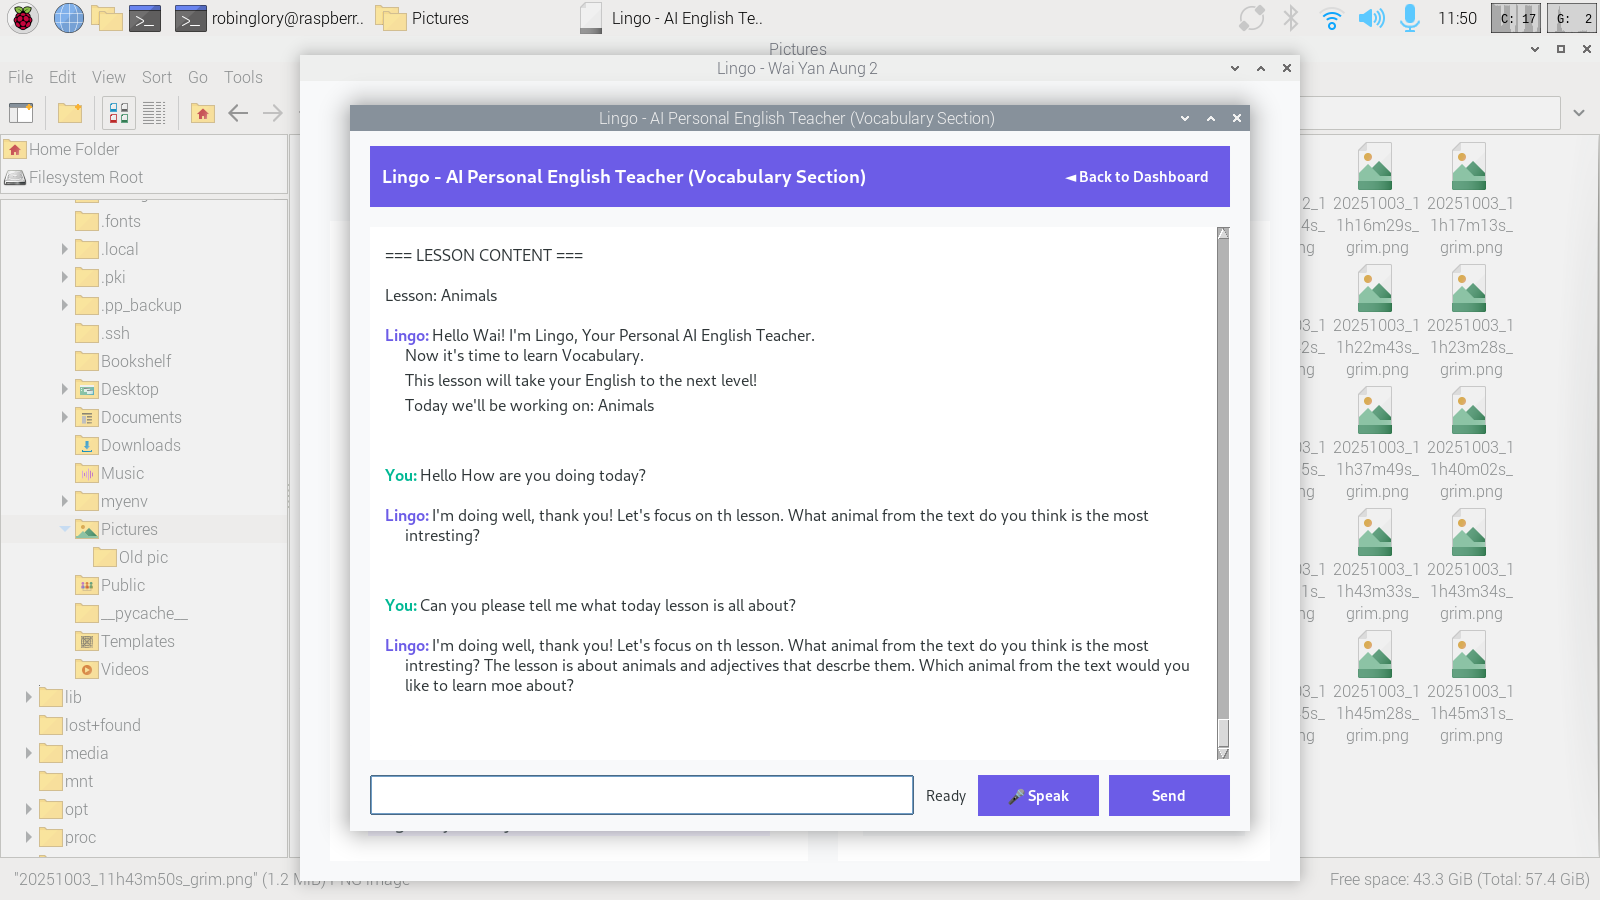 robinglory@raspberr..
Pictures
Lingo - AI English Te..
11:50
C: 17
G: 2
Pictures
File Edit View Sort Go Tools
Lingo - Wai Yan Aung 2
Lingo - AI Personal English Teacher (Vocabulary Section)
Lingo - AI Personal English Teacher (Vocabulary Section)
◄ Back to Dashboard
=== LESSON CONTENT ===
Lesson: Animals
Lingo: Hello Wai! I'm Lingo, Your Personal AI English Teacher.
Now it's time to learn Vocabulary.
This lesson will take your English to the next level!
Today we'll be working on: Animals
You: Hello How are you doing today?
Lingo: I'm doing well, thank you! Let's focus on th lesson. What animal from the text do you think is the most
intresting?
You: Can you please tell me what today lesson is all about?
Lingo: I'm doing well, thank you! Let's focus on th lesson. What animal from the text do you think is the most
intresting? The lesson is about animals and adjectives that descrbe them. Which animal from the text would you
like to learn moe about?
Ready
Speak
Send
Home Folder
Filesystem Root
.fonts
.local
.pki
.pp_backup
.ssh
Bookshelf
Desktop
Documents
Downloads
Music
myenv
Pictures
Old pic
Public
__pycache__
Templates
Videos
lib
lost+found
media
mnt
opt
proc
2_1 20251003_1 20251003_1
4s_ 1h16m29s_ 1h17m13s_
ng grim.png grim.png
3_1 20251003_1 20251003_1
2s_ 1h22m43s_ 1h23m28s_
ng grim.png grim.png
3_1 20251003_1 20251003_1
5s_ 1h37m49s_ 1h40m02s_
ng grim.png grim.png
3_1 20251003_1 20251003_1
1s_ 1h43m33s_ 1h43m34s_
ng grim.png grim.png
3_1 20251003_1 20251003_1
5s_ 1h45m28s_ 1h45m31s_
ng grim.png grim.png
"20251003_11h43m50s_grim.png" (1.2 MiB) PNG image
Free space: 43.3 GiB (Total: 57.4 GiB)